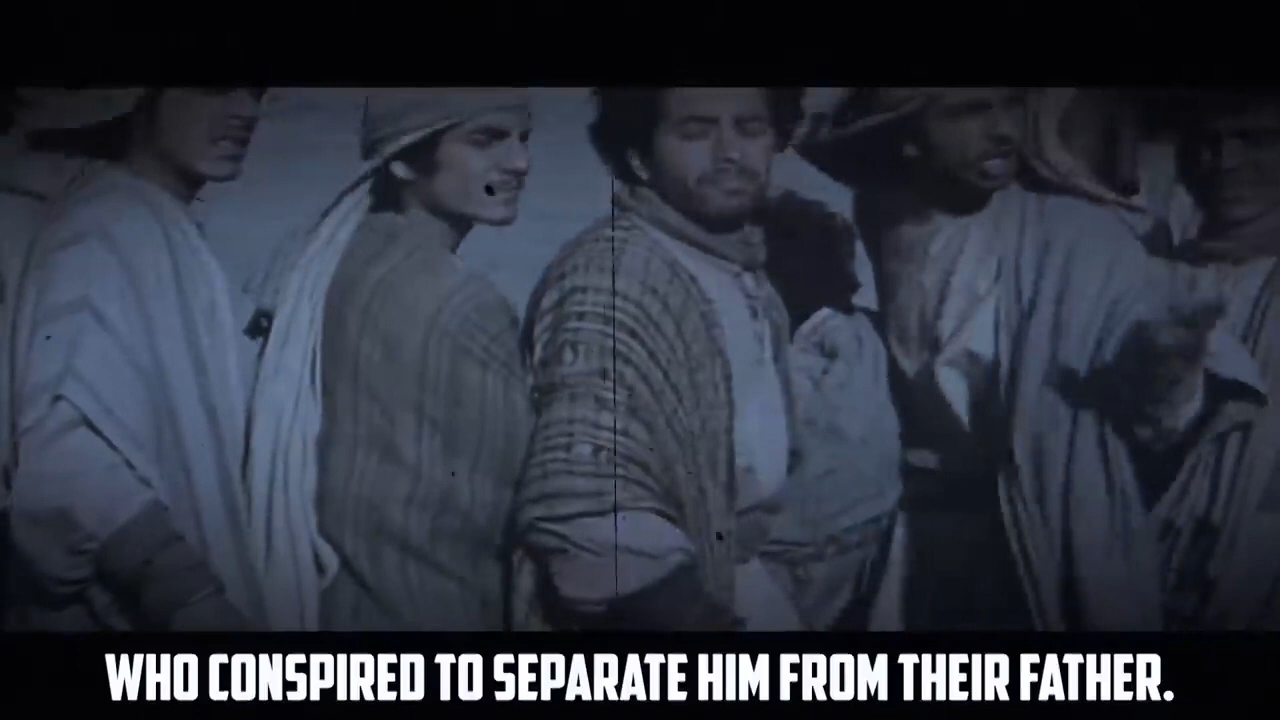 WHO CONSPIRED TO SEPARATE HIM FROM THEIR FATHER.